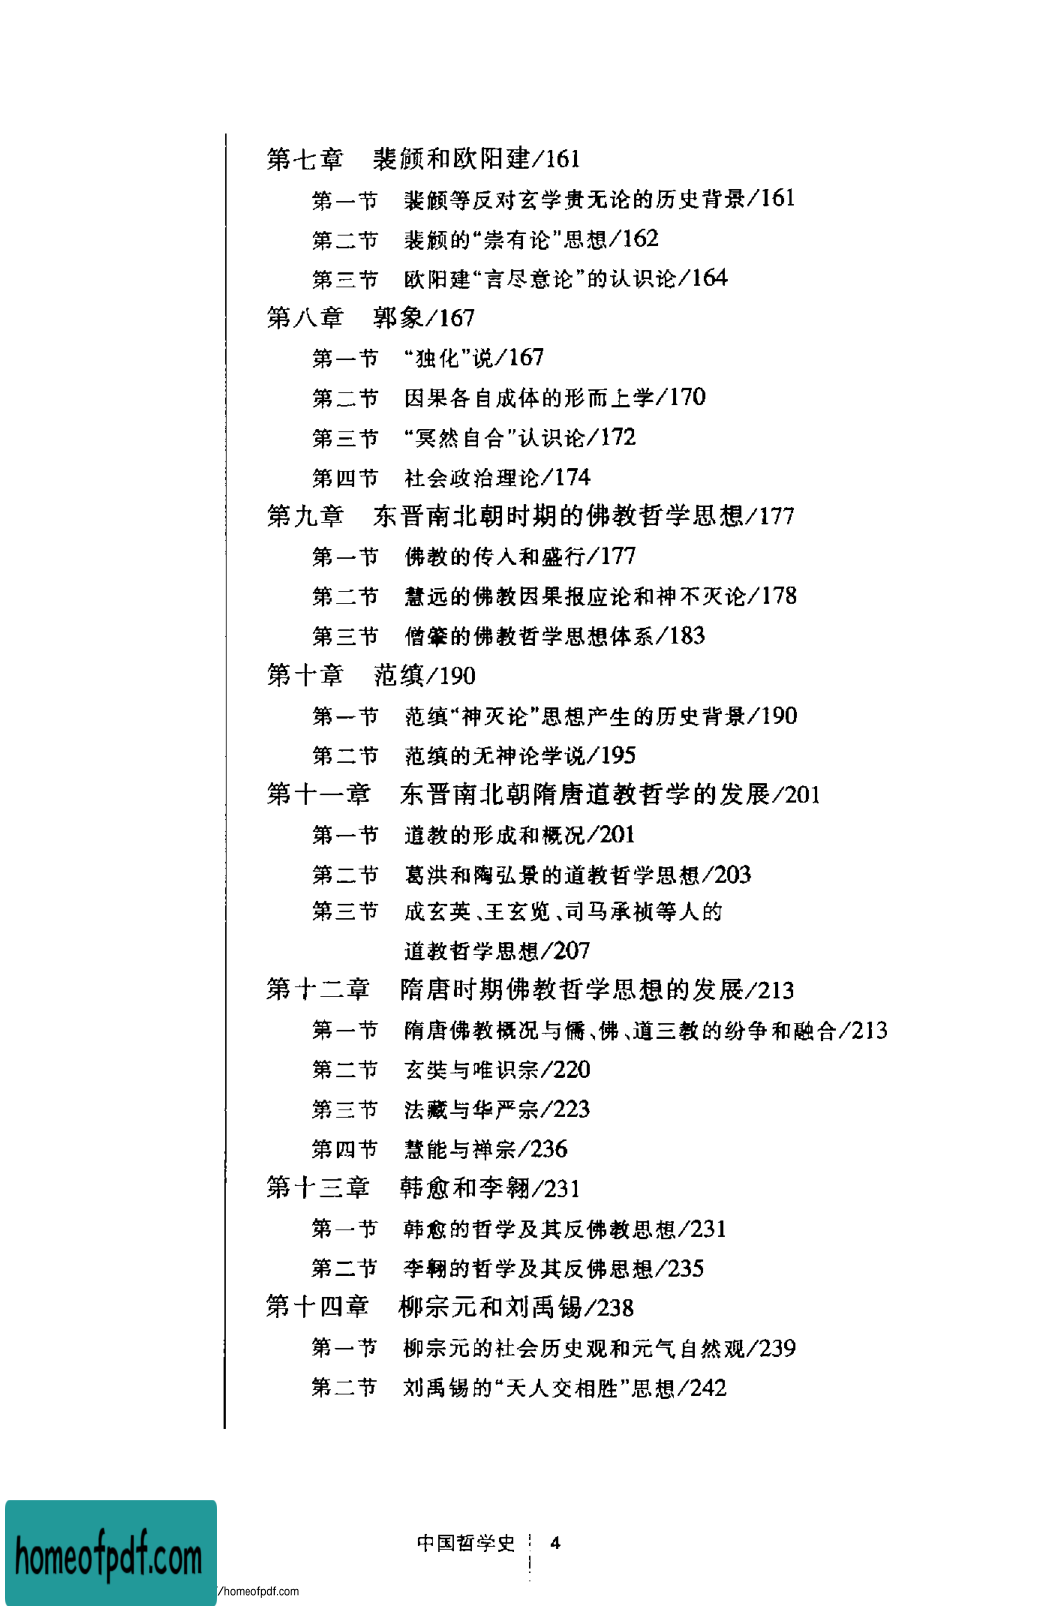 第七章 裴頠和欧阳建/161
第一节 裴頠等反对玄学贵无论的历史背景/161
第二节 裴頠的“崇有论”思想/162
第三节 欧阳建“言尽意论”的认识论/164
第八章 郭象/167
第一节 “独化”说/167
第二节 因果各自成体的形而上学/170
第三节 “冥然自合”认识论/172
第四节 社会政治理论/174
第九章 东晋南北朝时期的佛教哲学思想/177
第一节 佛教的传入和盛行/177
第二节 慧远的佛教因果报应论和神不灭论/178
第三节 僧肇的佛教哲学思想体系/183
第十章 范缜/190
第一节 范缜“神灭论”思想产生的历史背景/190
第二节 范缜的无神论学说/195
第十一章 东晋南北朝隋唐道教哲学的发展/201
第一节 道教的形成和概况/201
第二节 葛洪和陶弘景的道教哲学思想/203
第三节 成玄英、王玄览、司马承祯等人的
道教哲学思想/207
第十二章 隋唐时期佛教哲学思想的发展/213
第一节 隋唐佛教概况与儒、佛、道三教的纷争和融合/213
第二节 玄奘与唯识宗/220
第三节 法藏与华严宗/223
第四节 慧能与禅宗/236
第十三章 韩愈和李翱/231
第一节 韩愈的哲学及其反佛教思想/231
第二节 李翱的哲学及其反佛思想/235
第十四章 柳宗元和刘禹锡/238
第一节 柳宗元的社会历史观和元气自然观/239
第二节 刘禹锡的“天人交相胜”思想/242
中国哲学史 4
homeofpdf.com
/homeofpdf.com